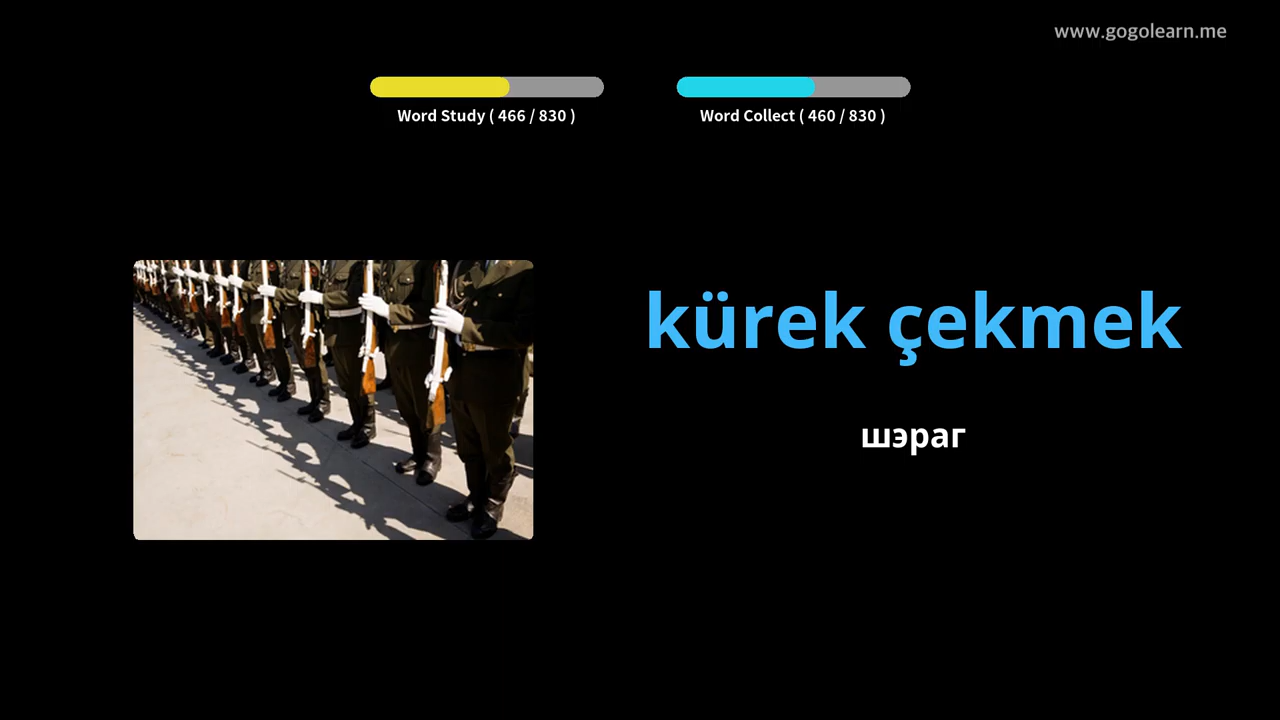 www.gogolearn.me
Word Study ( 466 / 830 )
Word Collect ( 460 / 830 )
kürek çekmek
шэраг